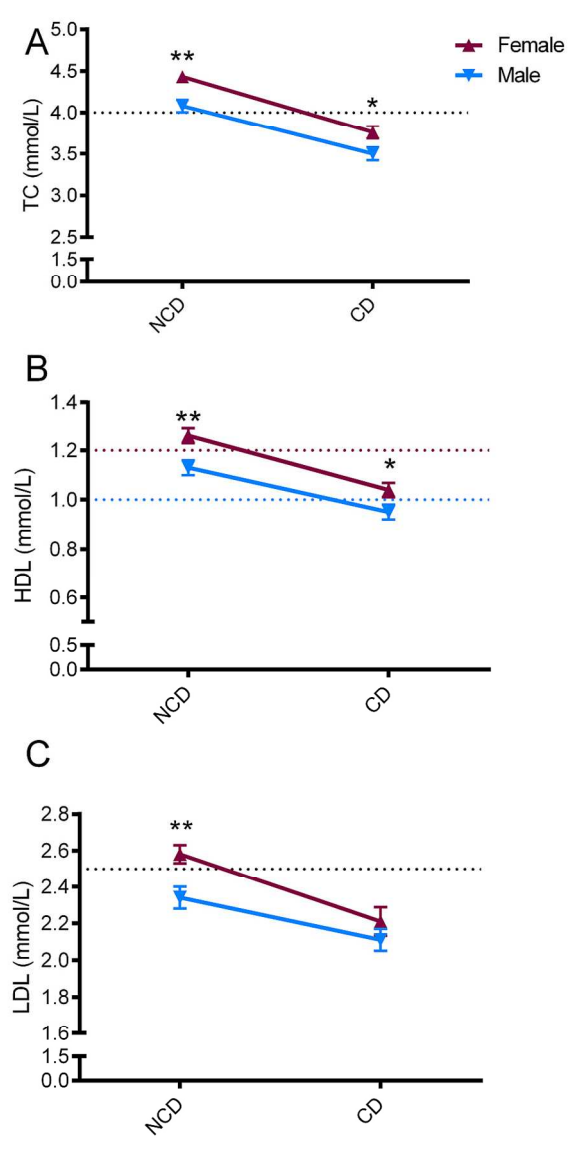 A
5.0
4.5
4.0
3.5
3.0
2.5
1.5
0.0
TC (mmol/L)
**
*
NCD
CD
Female
Male
B
1.4
1.2
1.0
0.8
0.6
0.5
0.0
HDL (mmol/L)
**
*
NCD
CD
C
2.8
2.6
2.4
2.2
2.0
1.8
1.6
1.5
0.0
LDL (mmol/L)
**
NCD
CD